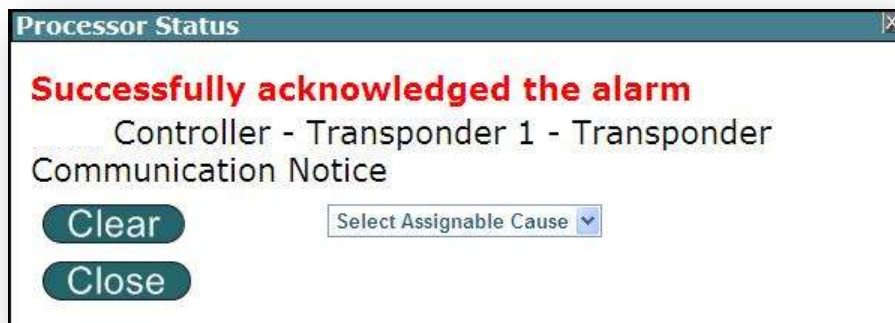 Processor Status
Successfully acknowledged the alarm
Controller - Transponder 1 - Transponder
Communication Notice
Clear
Select Assignable Cause
Close